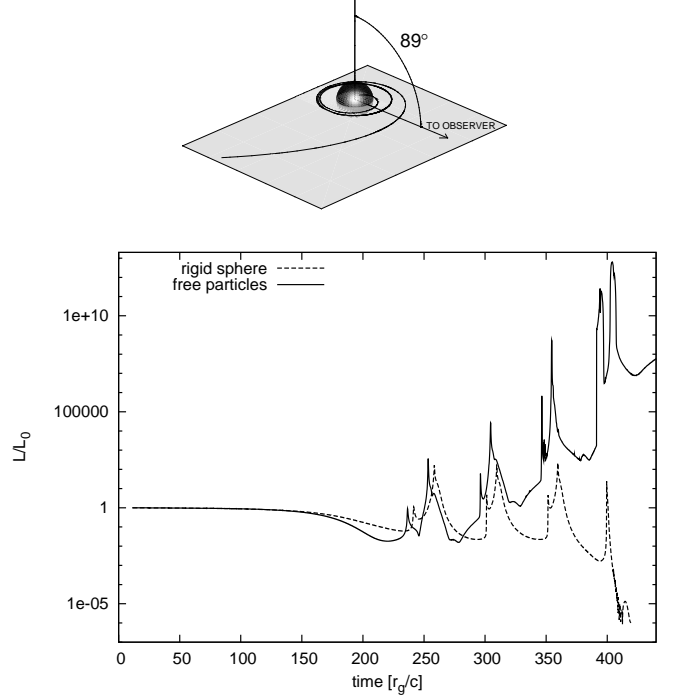 89°
TO OBSERVER
rigid sphere
free particles
1e+10
100000
1
1e-05
L/L₀
0 50 100 150 200 250 300 350 400
time [r_g/c]